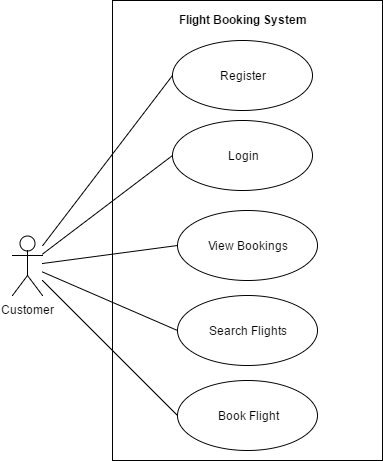 Flight Booking System
Register
Login
View Bookings
Search Flights
Customer
Book Flight